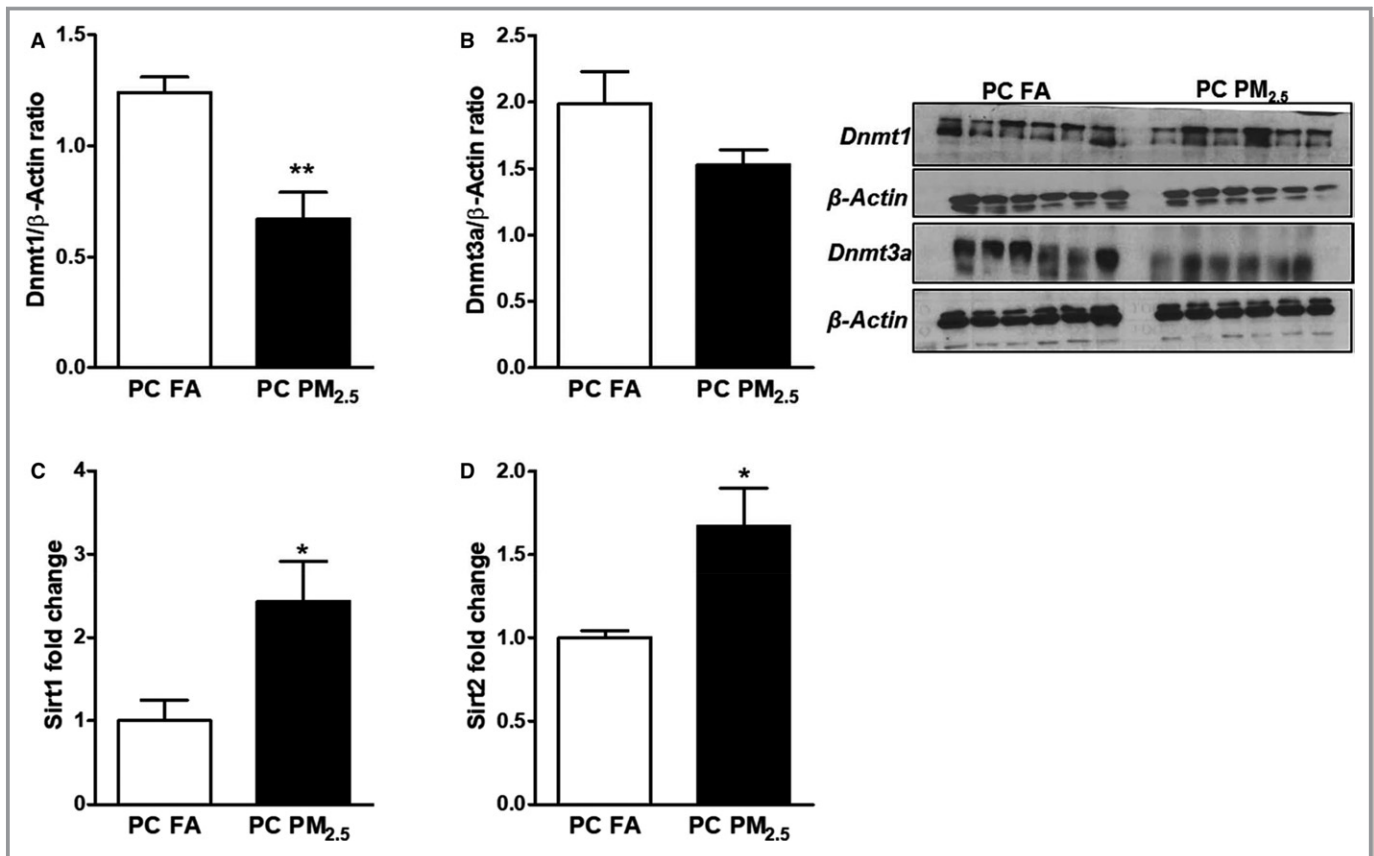 A
Dnmt1/β-Actin ratio
1.5
1.0
0.5
0.0
PC FA
PC PM2.5
**
B
Dnmt3a/β-Actin ratio
2.5
2.0
1.5
1.0
0.5
0.0
PC FA
PC PM2.5
PC FA
PC PM2.5
Dnmt1
β-Actin
Dnmt3a
β-Actin
C
Sirt1 fold change
4
3
2
1
0
PC FA
PC PM2.5
*
D
Sirt2 fold change
2.0
1.5
1.0
0.5
0.0
PC FA
PC PM2.5
*